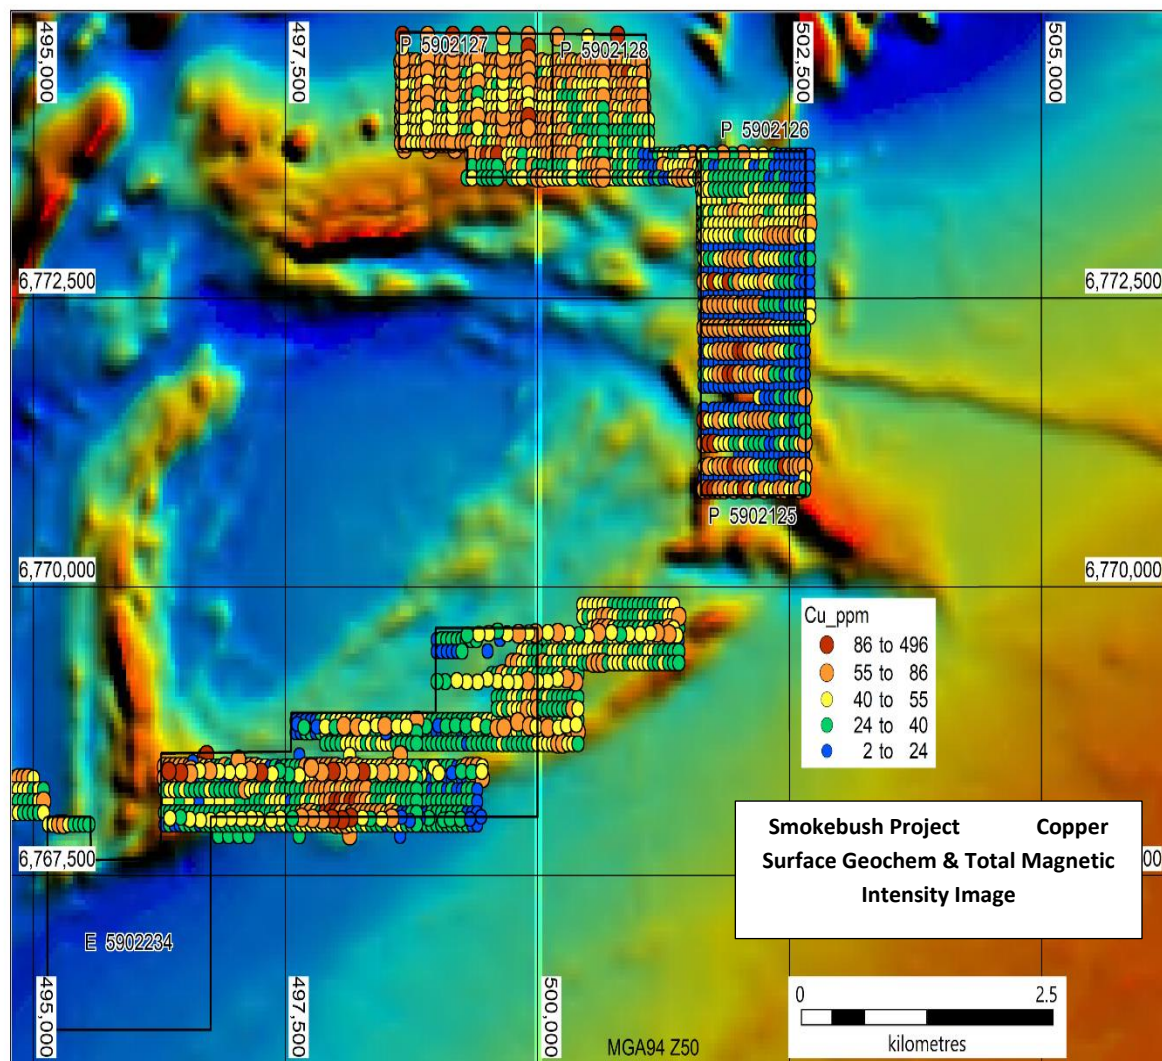 495,000
497,500
502,500
505,000
P 5902127
P 5902128
P 5902126
6,772,500
6,772,500
P 5902125
6,770,000
6,770,000
Cu_ppm
86 to 496
55 to 86
40 to 55
24 to 40
2 to 24
Smokebush Project Copper
Surface Geochem & Total Magnetic
Intensity Image
6,767,500
00
E 5902234
495,000
497,500
500,000
0 2.5
kilometres
MGA94 Z50